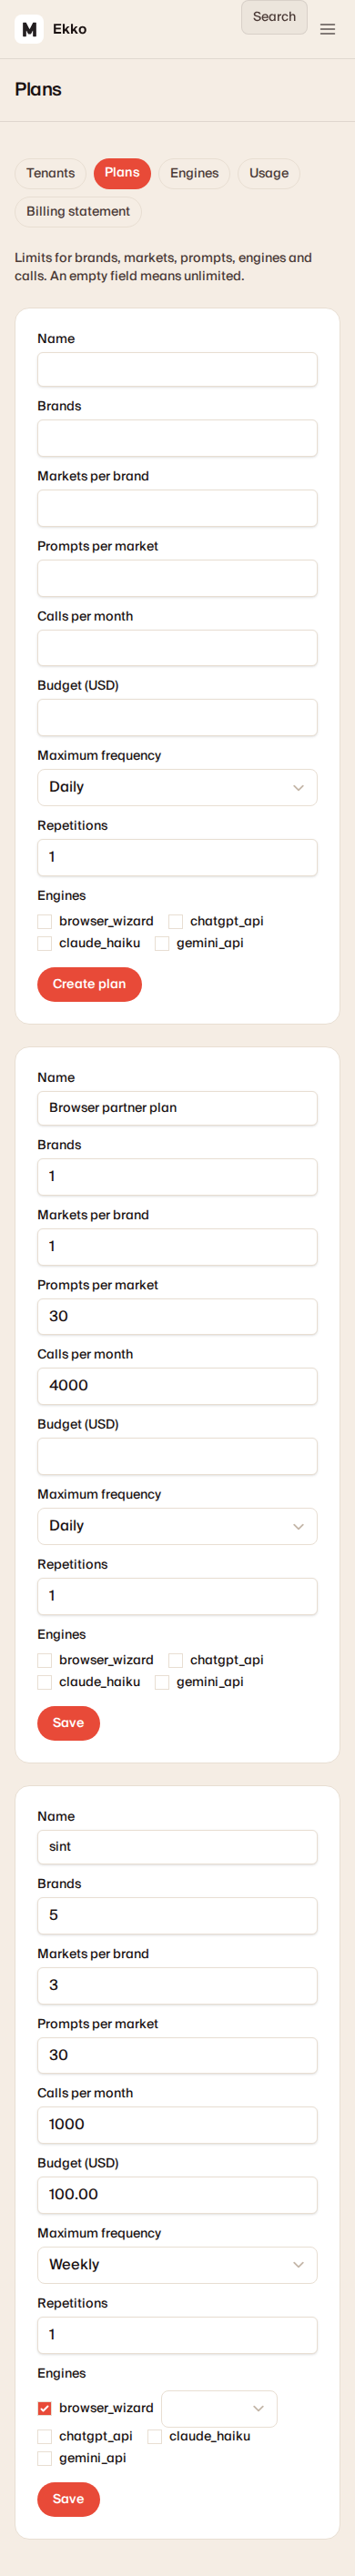 Ekko
Search
Plans
Tenants Plans Engines Usage
Billing statement
Limits for brands, markets, prompts, engines and
calls. An empty field means unlimited.
Name
Brands
Markets per brand
Prompts per market
Calls per month
Budget (USD)
Maximum frequency
Daily
Repetitions
1
Engines
browser_wizard chatgpt_api
claude_haiku gemini_api
Create plan
Name
Browser partner plan
Brands
1
Markets per brand
1
Prompts per market
30
Calls per month
4000
Budget (USD)
Maximum frequency
Daily
Repetitions
1
Engines
browser_wizard chatgpt_api
claude_haiku gemini_api
Save
Name
sint
Brands
5
Markets per brand
3
Prompts per market
30
Calls per month
1000
Budget (USD)
100.00
Maximum frequency
Weekly
Repetitions
1
Engines
browser_wizard
chatgpt_api claude_haiku
gemini_api
Save